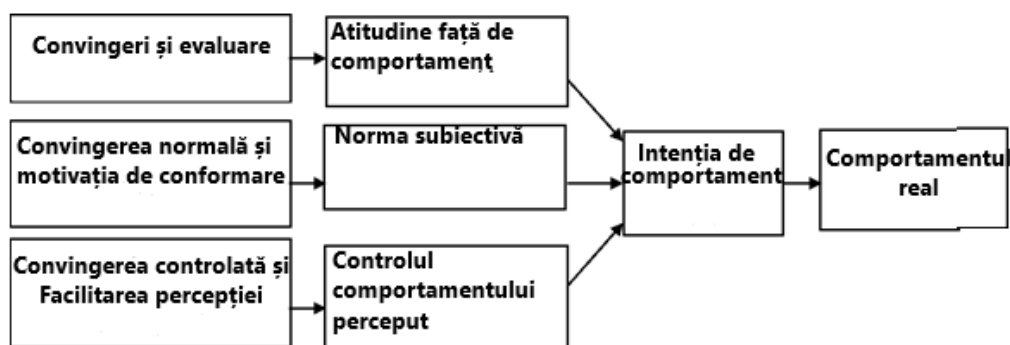 Convingeri și evaluare
Atitudine față de
comportament
Convingerea normală și
motivația de conformare
Norma subiectivă
Intenția de
comportament
Comportamentul
real
Convingerea controlată și
Facilitarea percepției
Controlul
comportamentului
perceput